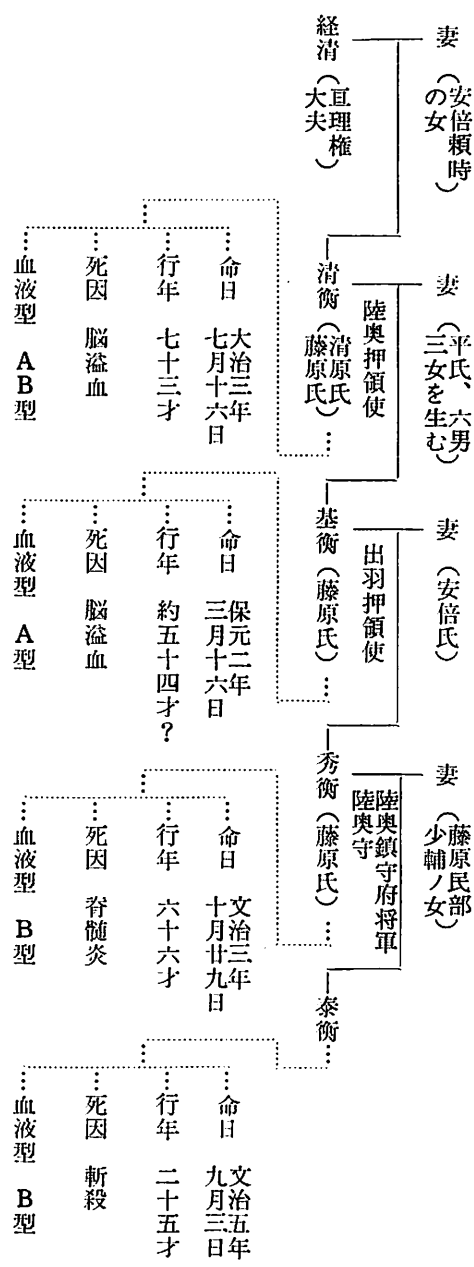 妻（安倍頼時の女）
経清（亘理権大夫）
妻（平氏、六男三女を生む）
陸奥押領使
清衡（清原氏 藤原氏）
命日 大治三年七月十六日
行年 七十三才
死因 脳溢血
血液型 AB型
妻（安倍氏）
出羽押領使
基衡（藤原氏）
命日 保元二年三月十六日
行年 約五十四才？
死因 脳溢血
血液型 A型
妻（藤原民部少輔ノ女）
陸奥鎮守府将軍
陸奥守
秀衡（藤原氏）
命日 文治三年十月廿九日
行年 六十六才
死因 脊髄炎
血液型 B型
泰衡
命日 文治五年九月三日
行年 二十五才
死因 斬殺
血液型 B型